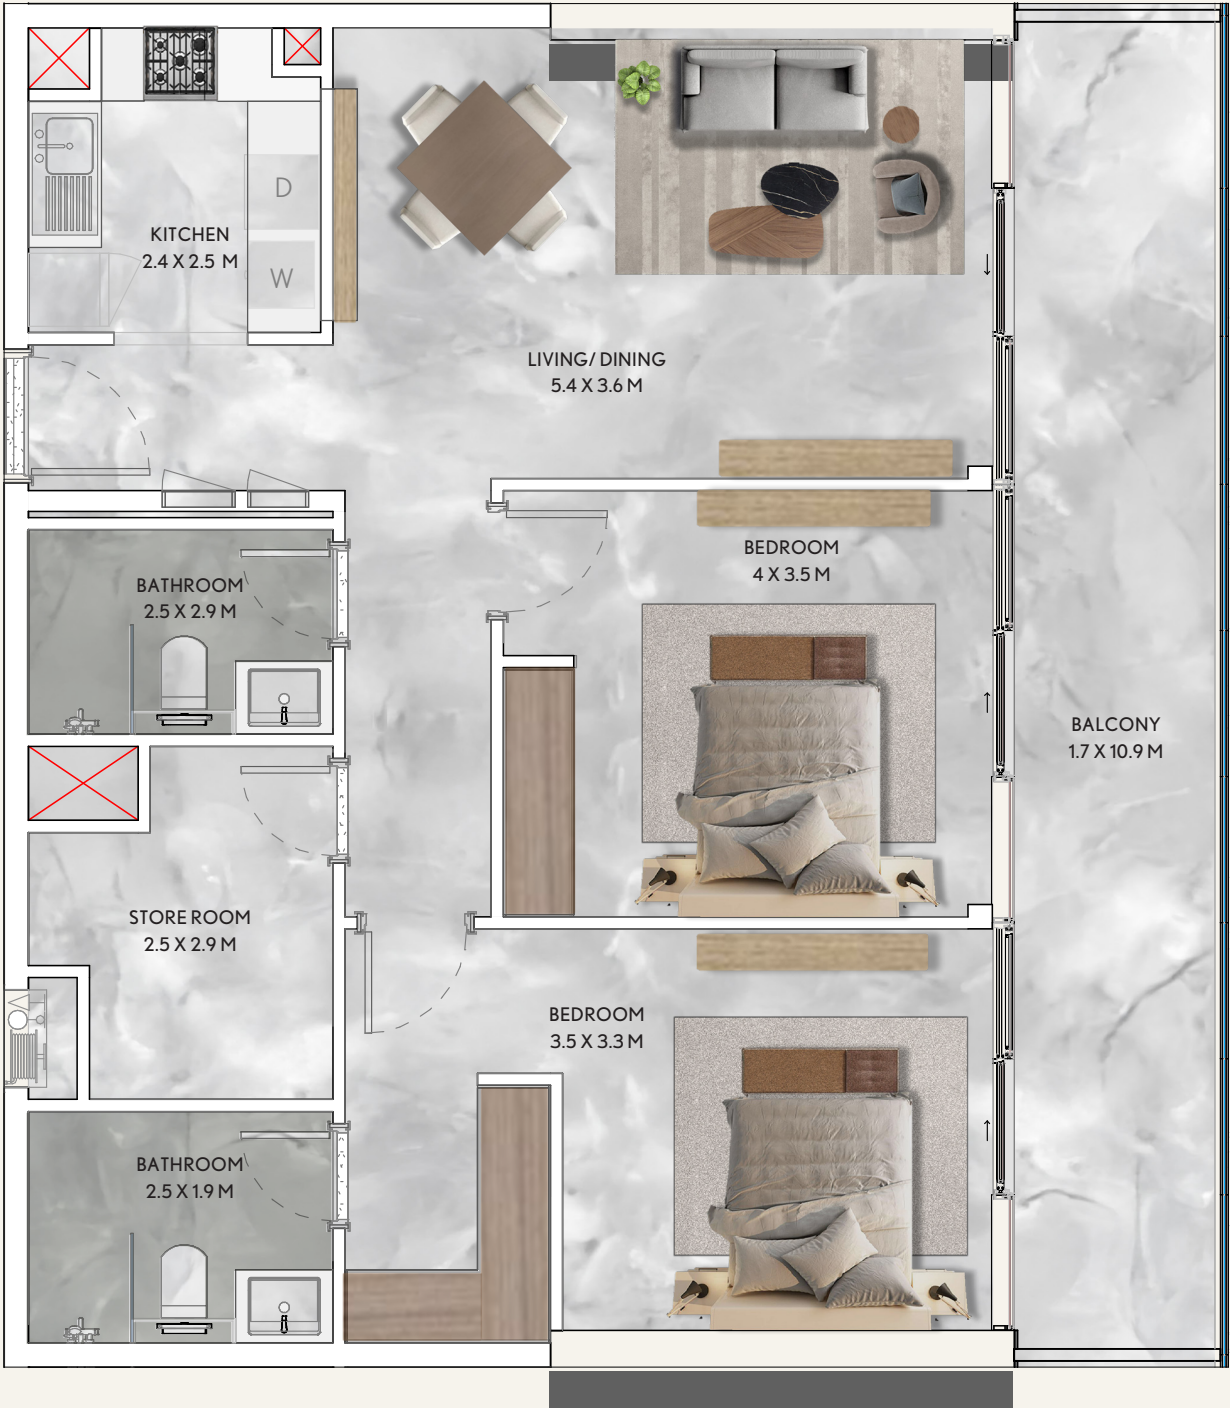 KITCHEN
2.4 X 2.5 M
D
W
LIVING/ DINING
5.4 X 3.6 M
BEDROOM
4 X 3.5 M
BATHROOM
2.5 X 2.9 M
BALCONY
1.7 X 10.9 M
STORE ROOM
2.5 X 2.9 M
BEDROOM
3.5 X 3.3 M
BATHROOM
2.5 X 1.9 M